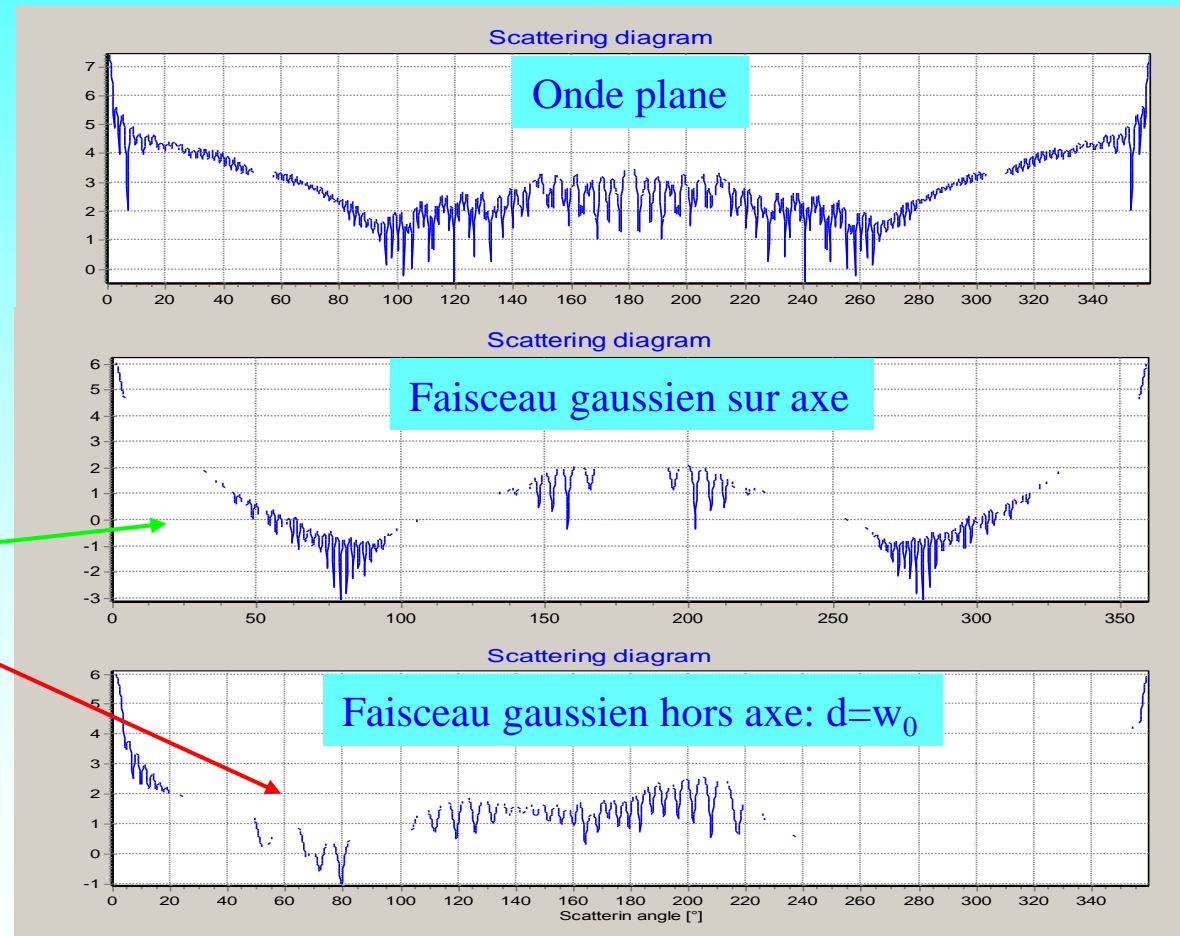 Scattering diagram
Onde plane
7
6
5
4
3
2
1
0
0 20 40 60 80 100 120 140 160 180 200 220 240 260 280 300 320 340
Scattering diagram
Faisceau gaussien sur axe
6
5
4
3
2
1
0
-1
-2
-3
0 50 100 150 200 250 300 350
Scattering diagram
Faisceau gaussien hors axe: d=w₀
6
5
4
3
2
1
0
-1
0 20 40 60 80 100 120 140 160 180 200 220 240 260 280 300 320 340
Scatterin angle [°]